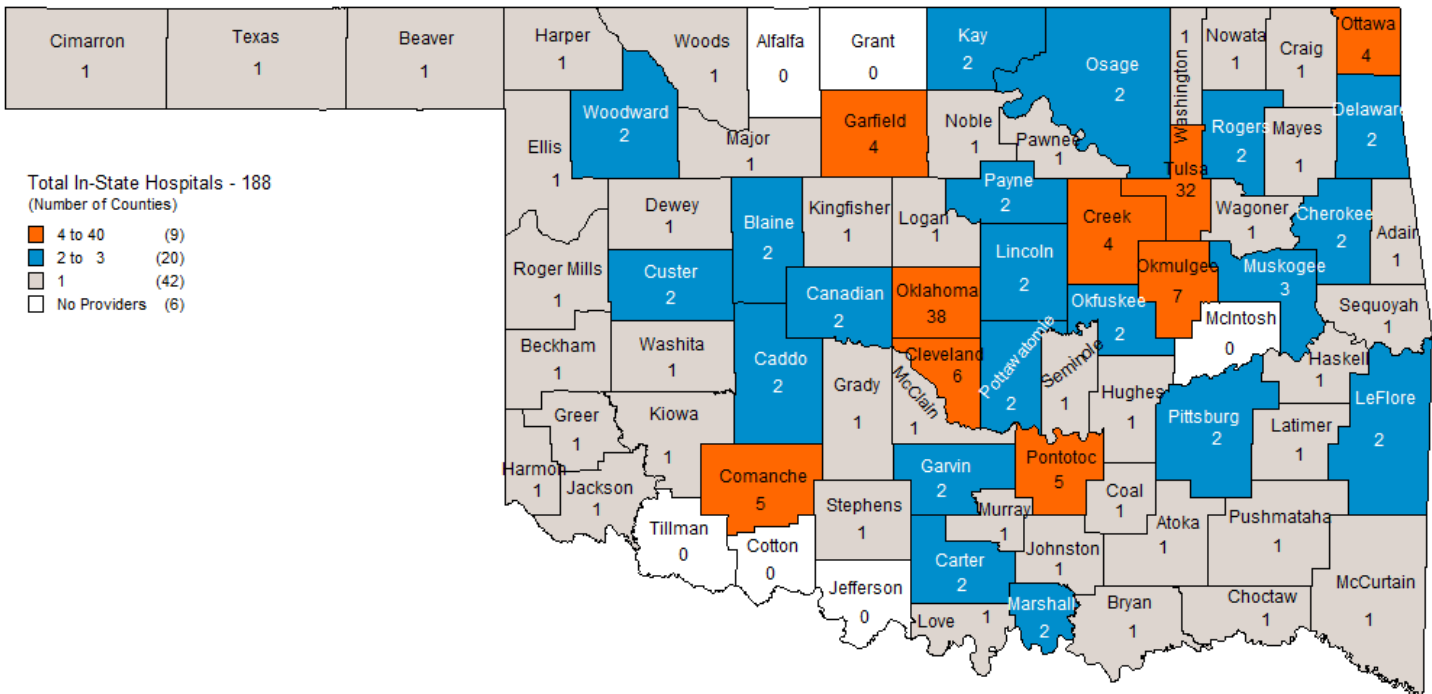 Cimarron
1
Texas
1
Beaver
1
Harper
1
Woods
1
Alfalfa
0
Grant
0
Kay
2
Osage
2
Washington
1
Nowata
1
Craig
1
Ottawa
4
Woodward
2
Ellis
1
Major
1
Garfield
4
Noble
1
Pawnee
1
Rogers
2
Mayes
1
Delaware
2
Tulsa
32
Total In-State Hospitals - 188
(Number of Counties)
4 to 40 (9)
2 to 3 (20)
1 (42)
No Providers (6)
Dewey
1
Blaine
2
Kingfisher
1
Logan
1
Payne
2
Creek
4
Wagoner
1
Cherokee
2
Adair
1
Roger Mills
1
Custer
2
Canadian
2
Oklahoma
38
Lincoln
2
Okfuskee
2
Okmulgee
7
Muskogee
3
McIntosh
0
Sequoyah
1
Beckham
1
Washita
1
Caddo
2
Grady
1
McClain
1
Cleveland
6
Pottawatomie
2
Seminole
1
Hughes
1
Pittsburg
2
Haskell
1
Latimer
1
LeFlore
2
Greer
1
Kiowa
1
Harmon
1
Jackson
1
Comanche
5
Garvin
2
Pontotoc
5
Coal
1
Tillman
0
Cotton
0
Stephens
1
Murray
1
Johnston
1
Atoka
1
Pushmataha
1
Jefferson
0
Carter
2
Love 1
Marshall
2
Bryan
1
Choctaw
1
McCurtain
1